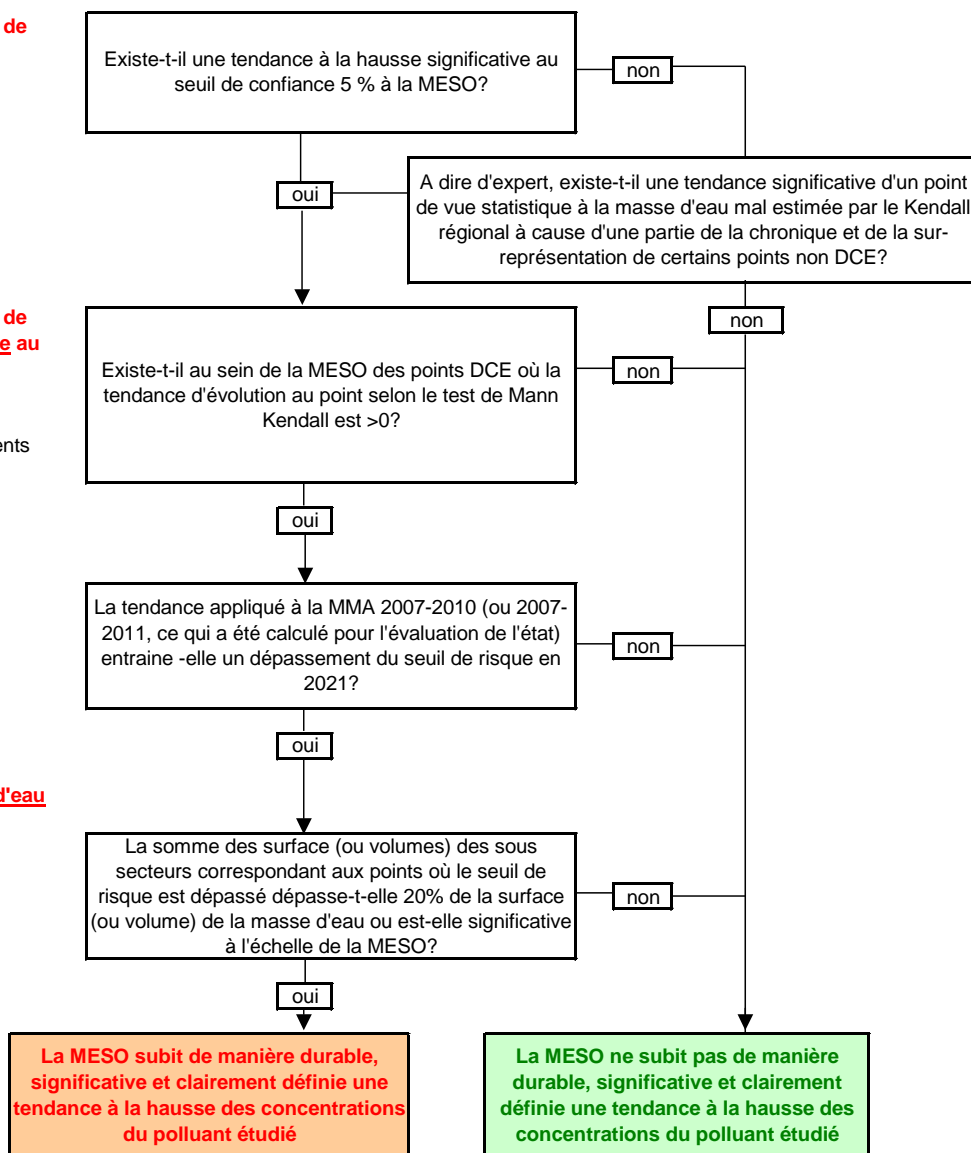 de
Existe-t-il une tendance à la hausse significative au
seuil de confiance 5 % à la MESO?
non
oui
A dire d'expert, existe-t-il une tendance significative d'un point
de vue statistique à la masse d'eau mal estimée par le Kendall
régional à cause d'une partie de la chronique et de la sur-
représentation de certains points non DCE?
non
de
e au
Existe-t-il au sein de la MESO des points DCE où la
tendance d'évolution au point selon le test de Mann
Kendall est >0?
non
ents
oui
La tendance appliqué à la MMA 2007-2010 (ou 2007-
2011, ce qui a été calculé pour l'évaluation de l'état)
entraine -elle un dépassement du seuil de risque en
2021?
non
oui
d'eau
La somme des surface (ou volumes) des sous
secteurs correspondant aux points où le seuil de
risque est dépassé dépasse-t-elle 20% de la surface
(ou volume) de la masse d'eau ou est-elle significative
à l'échelle de la MESO?
non
oui
La MESO subit de manière durable,
significative et clairement définie une
tendance à la hausse des concentrations
du polluant étudié
La MESO ne subit pas de manière
durable, significative et clairement
définie une tendance à la hausse des
concentrations du polluant étudié